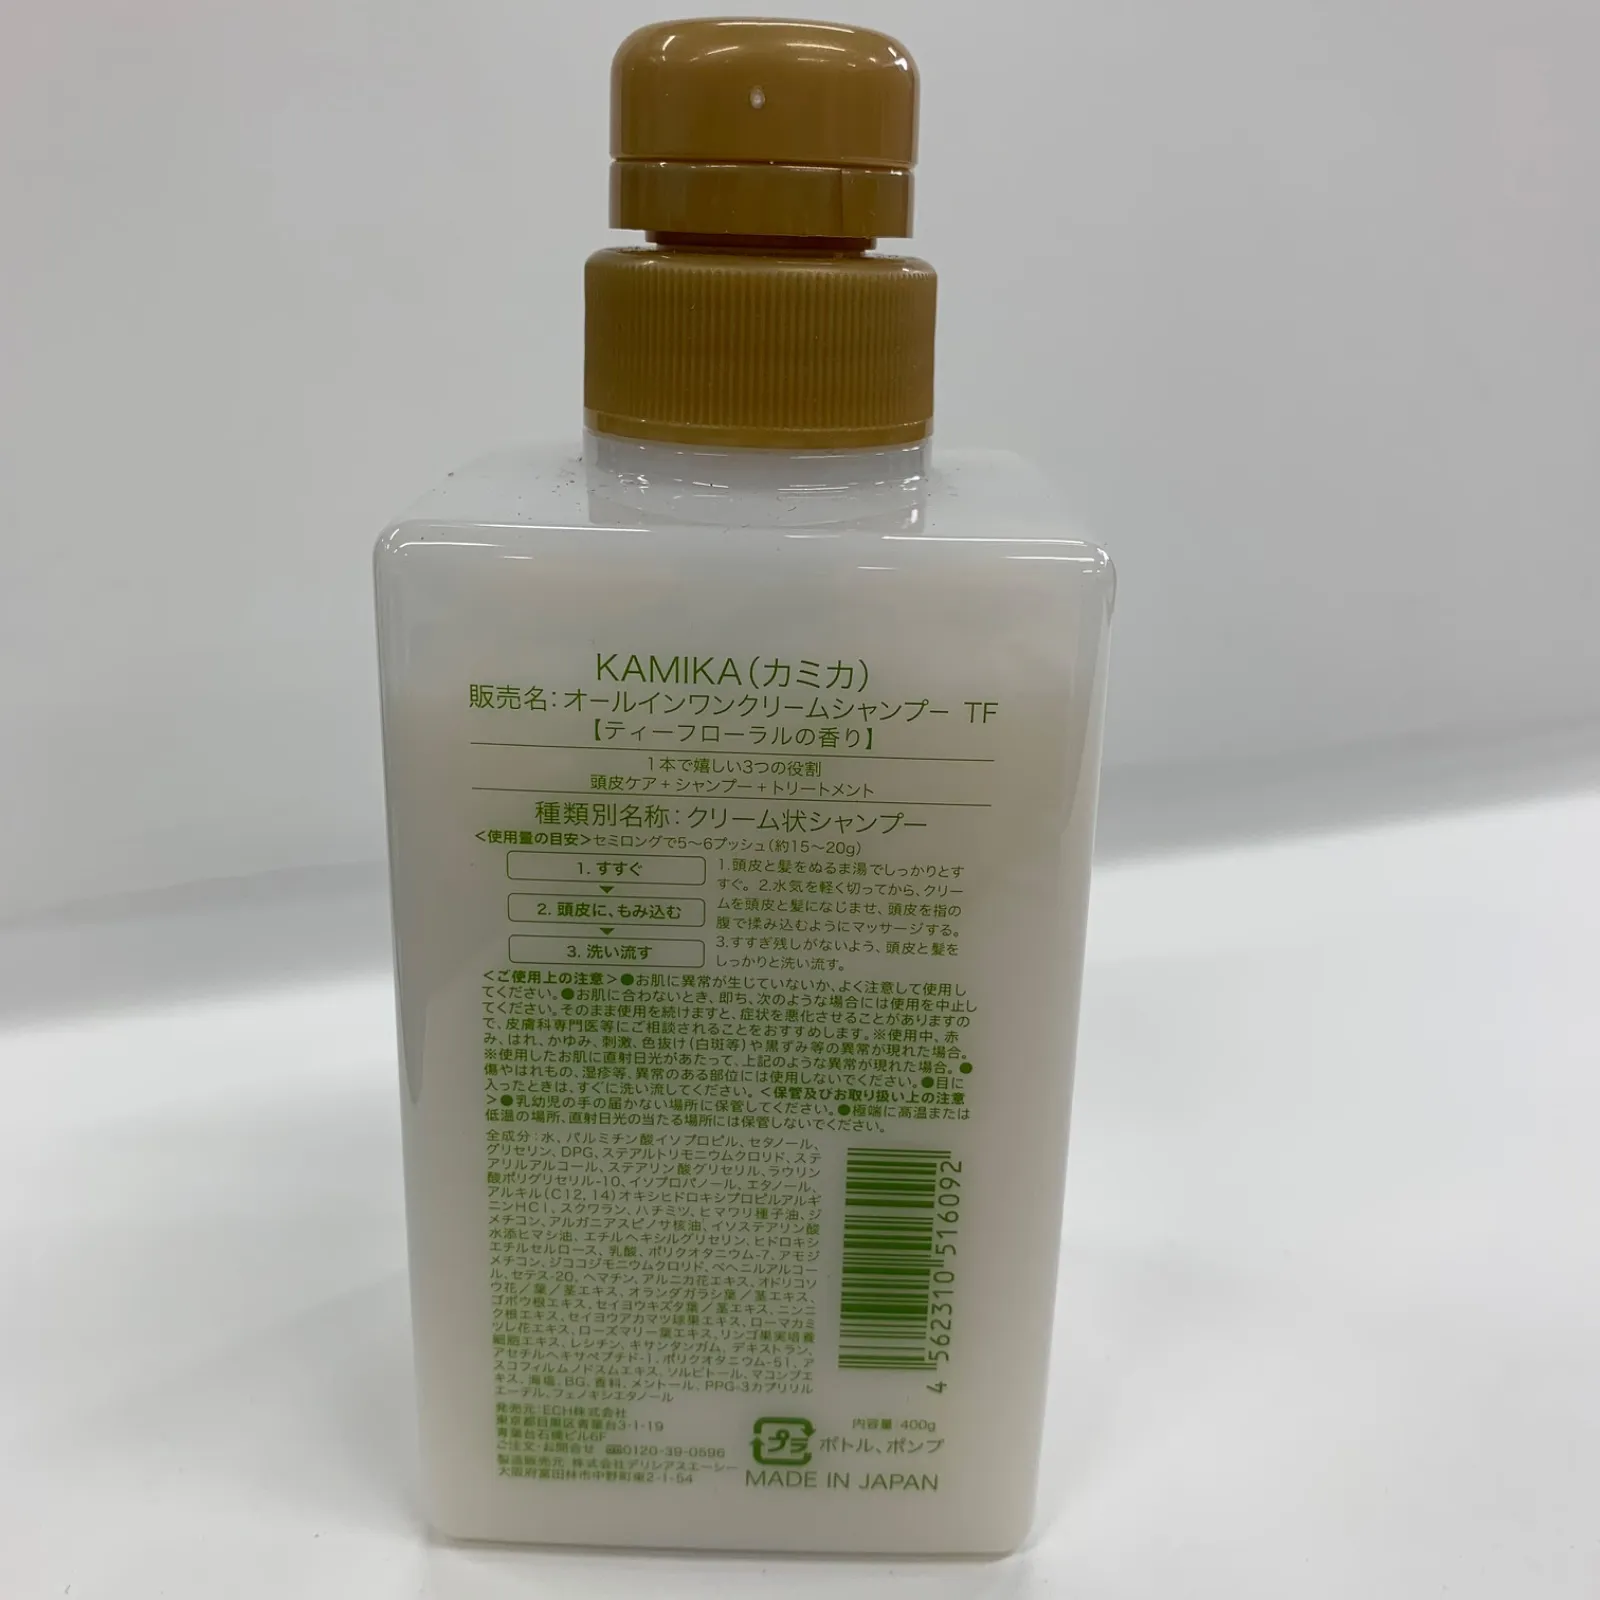 KAMIKA（カミカ）
販売名：オールインワンクリームシャンプー TF
【ティーフローラルの香り】
1本で嬉しい3つの役割
頭皮ケア+シャンプー+トリートメント
種類別名称：クリーム状シャンプー
<使用量の目安>セミロングで5～6プッシュ（約15～20g）
1. すすぐ
2. 頭皮に、もみ込む
3. 洗い流す
1.頭皮と髪をぬるま湯でしっかりとす
すぐ。2.水気を軽く切ってから、クリー
ムを頭皮と髪になじませ、頭皮を指の
腹で揉み込むようにマッサージする。
3.すすぎ残しがないよう、頭皮と髪を
しっかりと洗い流す。
<ご使用上の注意>●お肌に異常が生じていないか、よく注意して使用し
てください。●お肌に合わないとき、即ち、次のような場合には使用を中止し
てください。そのまま使用を続けますと、症状を悪化させることがありますの
で、皮膚科専門医等にご相談されることをおすすめします。※使用中、赤
み、はれ、かゆみ、刺激、色抜け（白斑等）や黒ずみ等の異常が現れた場合。
※使用したお肌に直射日光があたって、上記のような異常が現れた場合。●
傷やはれもの、湿疹等、異常のある部位には使用しないでください。●目に
入ったときは、すぐに洗い流してください。<保管及びお取り扱い上の注意
>●乳幼児の手の届かない場所に保管してください。●極端に高温または
低温の場所、直射日光の当たる場所には保管しないでください。
全成分：水、パルミチン酸イソプロピル、セタノール、
グリセリン、DPG、ステアルトリモニウムクロリド、ステ
アリルアルコール、ステアリン酸グリセリル、ラウリン
酸ポリグリセリル-10、イソプロパノール、エタノール、
アルキル（C12, 14）オキシヒドロキシプロピルアルギ
ニンHCl、スクワラン、ハチミツ、ヒマワリ種子油、ジ
メチコン、アルガニアスピノサ核油、イソステアリン酸
水添ヒマシ油、エチルヘキシルグリセリン、ヒドロキシ
エチルセルロース、乳酸、ポリクオタニウム-7、アモジ
メチコン、ジココジモニウムクロリド、ベヘニルアルコー
ル、セテス-20、ヘマチン、アルニカ花エキス、オドリコソ
ウ花／葉／茎エキス、オランダガラシ葉／茎エキス、
ゴボウ根エキス、セイヨウキズタ葉／茎エキス、ニンニ
ク根エキス、セイヨウアカマツ球果エキス、ローマカミ
ツレ花エキス、ローズマリー葉エキス、リンゴ果実培養
細胞エキス、レシチン、キサンタンガム、デキストラン、
アセチルヘキサペプチド-1、ポリクオタニウム-51、ア
スコフィルムノドスムエキス、ソルビトール、マコンブエ
キス、海塩、BG、香料、メントール、PPG-3カプリリル
エーテル、フェノキシエタノール
4 562310 516092
発売元：ECH株式会社
東京都目黒区青葉台3-1-19
青葉台石橋ビル6F
ご注文・お問合せ 0120-39-0596
製造販売元 株式会社デリシアスエーシー
大阪府富田林市中野町東2-1-54
内容量 400g
プラ ボトル、ポンプ
MADE IN JAPAN